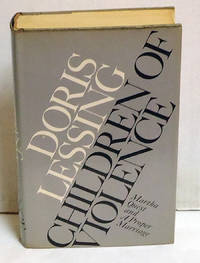 DORIS
LESSING
CHILDREN OF
VIOLENCE
Martha
Quest
and
A Proper
Marriage